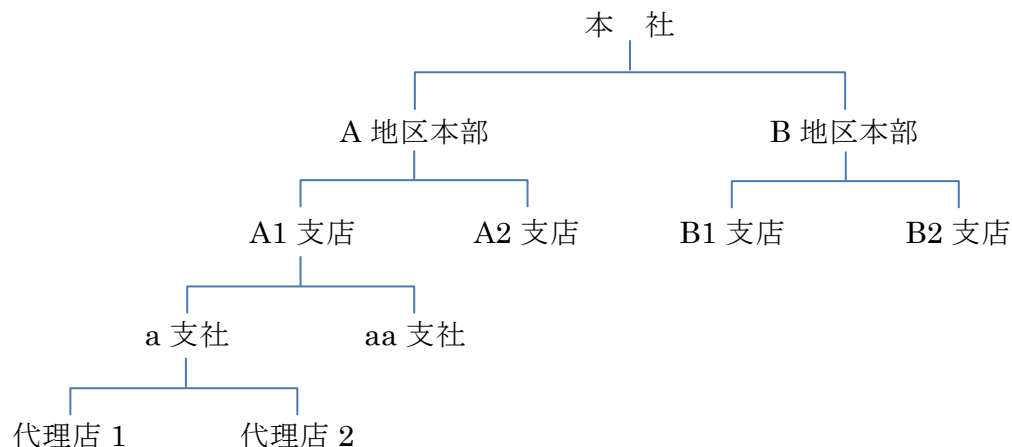 本　社
A 地区本部 B 地区本部
A1 支店 A2 支店 B1 支店 B2 支店
a 支社 aa 支社
代理店 1 代理店 2